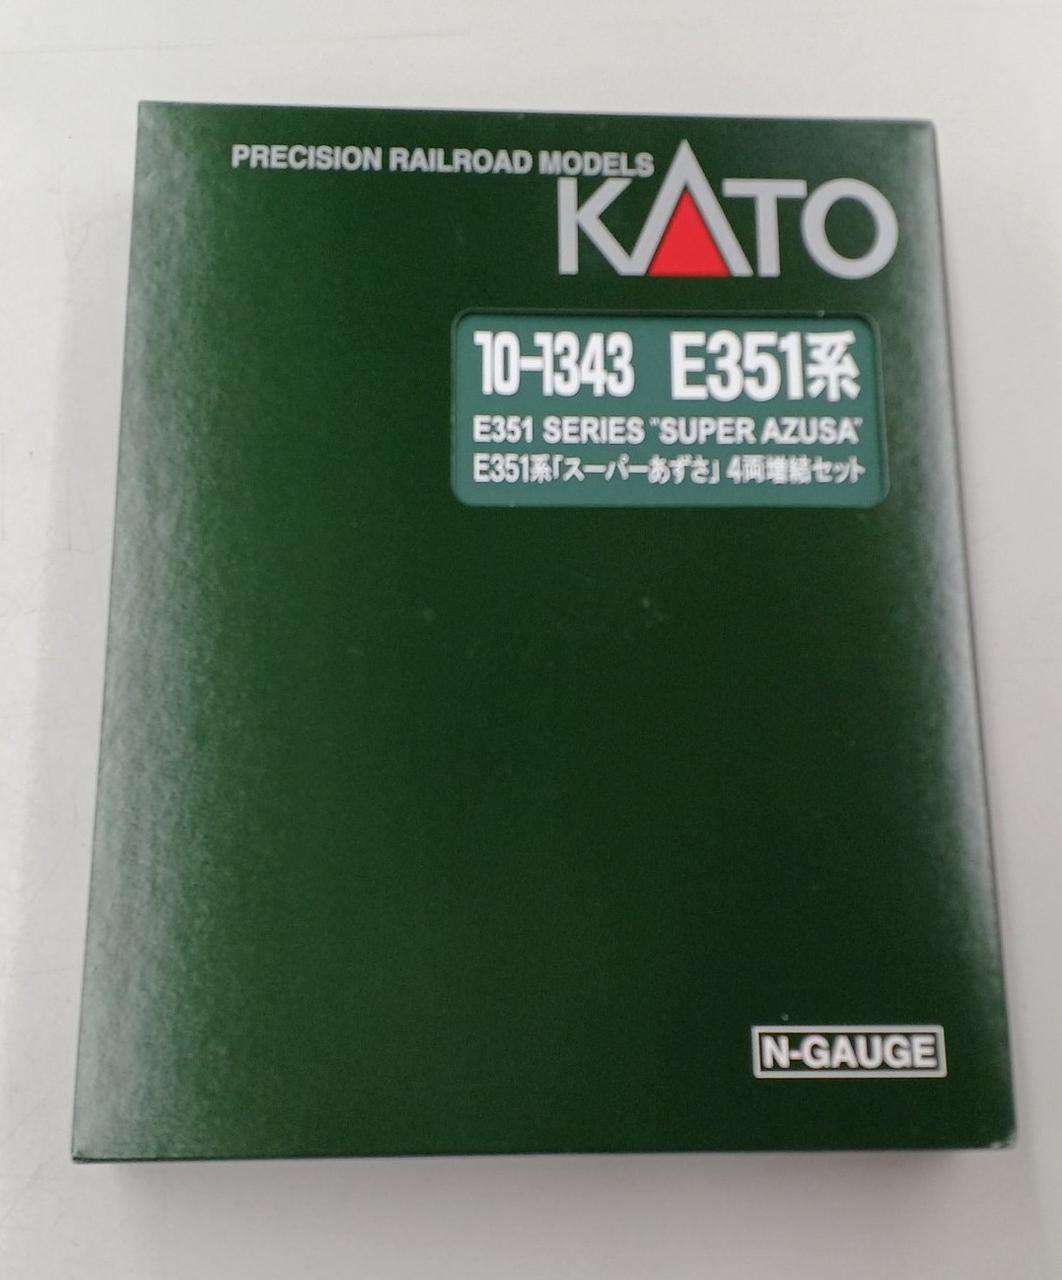 PRECISION RAILROAD MODELS
KATO
10-1343 E351系
E351 SERIES "SUPER AZUSA"
E351系「スーパーあずさ」 4両増結セット
N-GAUGE